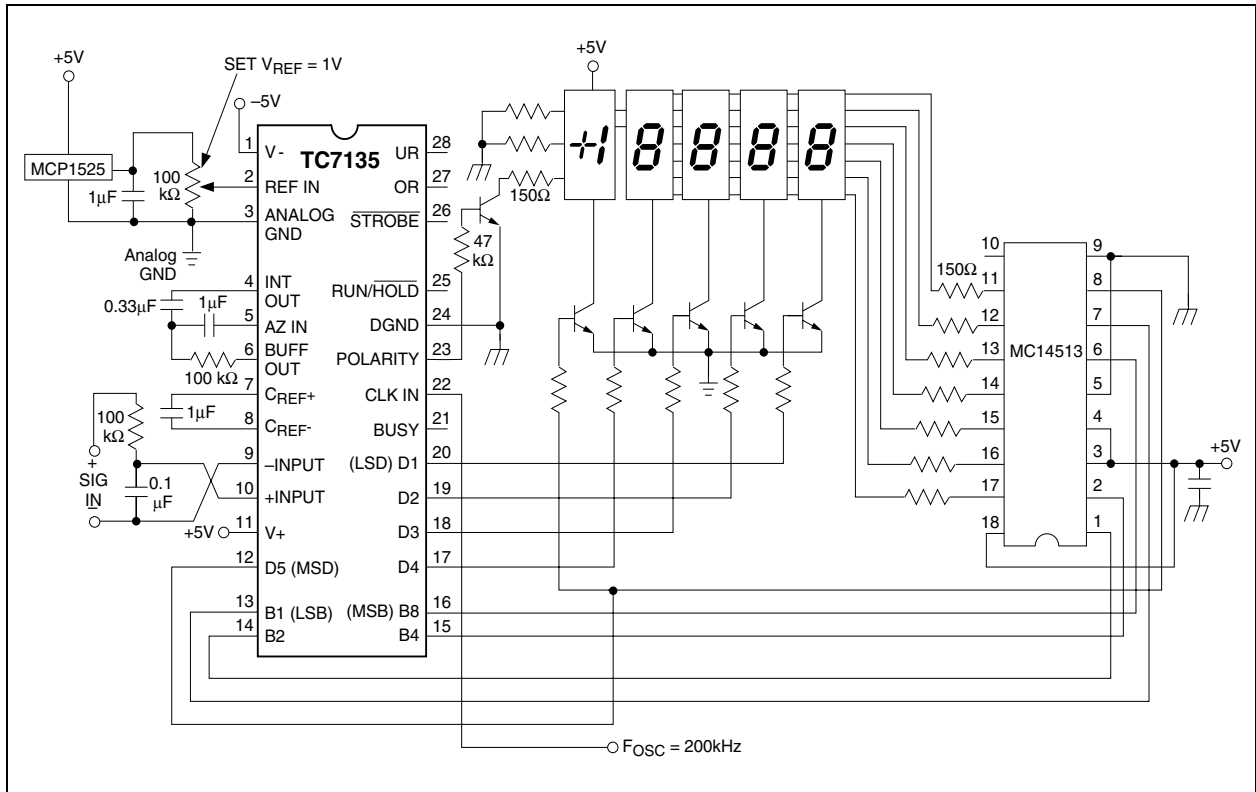 +5V
SET VREF = 1V
–5V
MCP1525
1µF
100
kΩ
Analog
GND
TC7135
1
V-
2
REF IN
3
ANALOG
GND
4
INT
OUT
5
AZ IN
6
BUFF
OUT
7
CREF+
8
CREF-
9
–INPUT
10
+INPUT
11
V+
12
D5 (MSD)
13
B1 (LSB)
14
B2
UR
28
OR
27
STROBE
26
RUN/HOLD
25
DGND
24
POLARITY
23
CLK IN
22
BUSY
21
(LSD) D1
20
D2
19
D3
18
D4
17
(MSB) B8
16
B4
15
0.33µF
1µF
100 kΩ
1µF
100
kΩ
+
SIG
IN
–
0.1
µF
+5V
47
kΩ
150Ω
+5V
+1 8 8 8 8
150Ω
MC14513
10
11
12
13
14
15
16
17
18
9
8
7
6
5
4
3
2
1
+5V
FOSC = 200kHz